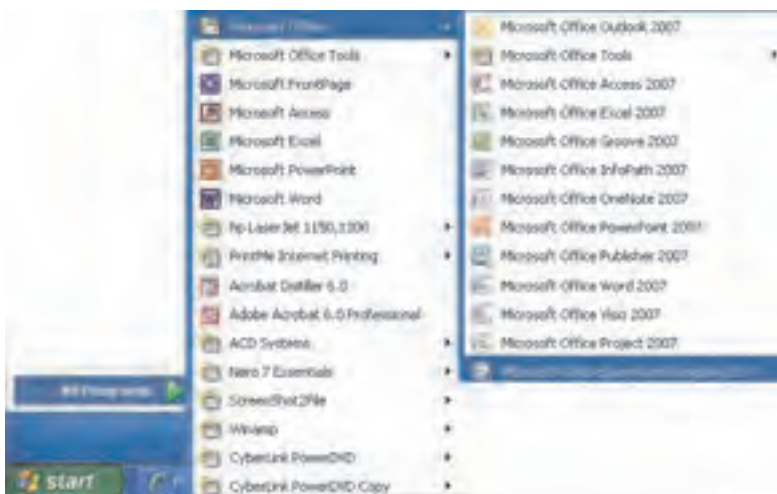 Microsoft Office
Microsoft Office Tools
Microsoft FrontPage
Microsoft Access
Microsoft Excel
Microsoft PowerPoint
Microsoft Word
hp LaserJet 1150,1300
PrintMe Internet Printing
Acrobat Distiller 6.0
Adobe Acrobat 6.0 Professional
ACD Systems
Nero 7 Essentials
ScreenShot2File
Winamp
CyberLink PowerDVD
CyberLink PowerDVD Copy
Microsoft Office Outlook 2007
Microsoft Office Tools
Microsoft Office Access 2007
Microsoft Office Excel 2007
Microsoft Office Groove 2007
Microsoft Office InfoPath 2007
Microsoft Office OneNote 2007
Microsoft Office PowerPoint 2007
Microsoft Office Publisher 2007
Microsoft Office Word 2007
Microsoft Office Visio 2007
Microsoft Office Project 2007
All Programs
start